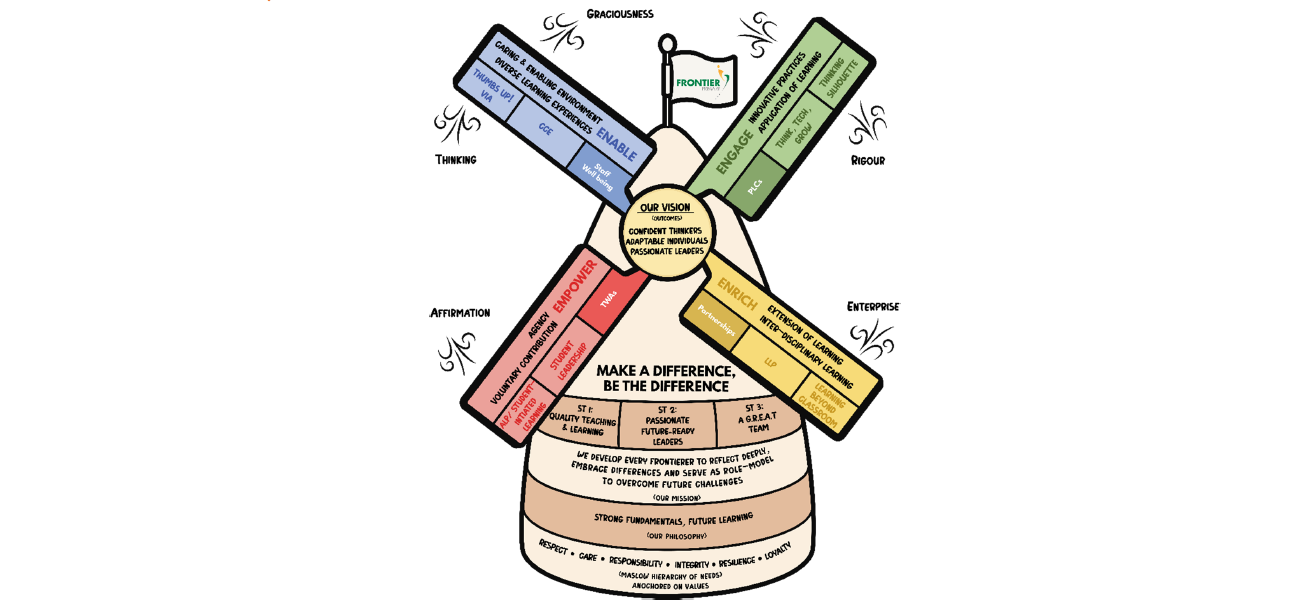 GRACIOUSNESS
THINKING
RIGOUR
AFFIRMATION
ENTERPRISE
FRONTIER
CARING & ENABLING ENVIRONMENT
DIVERSE LEARNING EXPERIENCES
ENABLE
THUMBS UP!
VIA
CCE
Staff
Well being
ENGAGE
INNOVATIVE PRACTICES
APPLICATION OF LEARNING
THINKING
SILHOUETTE
THINK, TECH,
GROW
PLCs
OUR VISION
(OUTCOMES)
CONFIDENT THINKERS
ADAPTABLE INDIVIDUALS
PASSIONATE LEADERS
EMPOWER
AGENCY
VOLUNTARY CONTRIBUTION
TWAs
STUDENT
LEADERSHIP
ALP/ STUDENT-
INTIATED
LEARNING
ENRICH
EXTENSION OF LEARNING
INTER-DISCIPLINARY LEARNING
Partnerships
LLP
LEARNING
BEYOND
CLASSROOM
MAKE A DIFFERENCE,
BE THE DIFFERENCE
ST 1:
QUALITY TEACHING
& LEARNING
ST 2:
PASSIONATE
FUTURE-READY
LEADERS
ST 3:
A G.R.E.A.T
TEAM
WE DEVELOP EVERY FRONTIERER TO REFLECT DEEPLY,
EMBRACE DIFFERENCES AND SERVE AS ROLE-MODEL
TO OVERCOME FUTURE CHALLENGES
(OUR MISSION)
STRONG FUNDAMENTALS, FUTURE LEARNING
(OUR PHILOSOPHY)
RESPECT • CARE • RESPONSIBILITY • INTEGRITY • RESILIENCE • LOYALTY
(MASLOW HIERARCHY OF NEEDS)
ANOCHORED ON VALUES